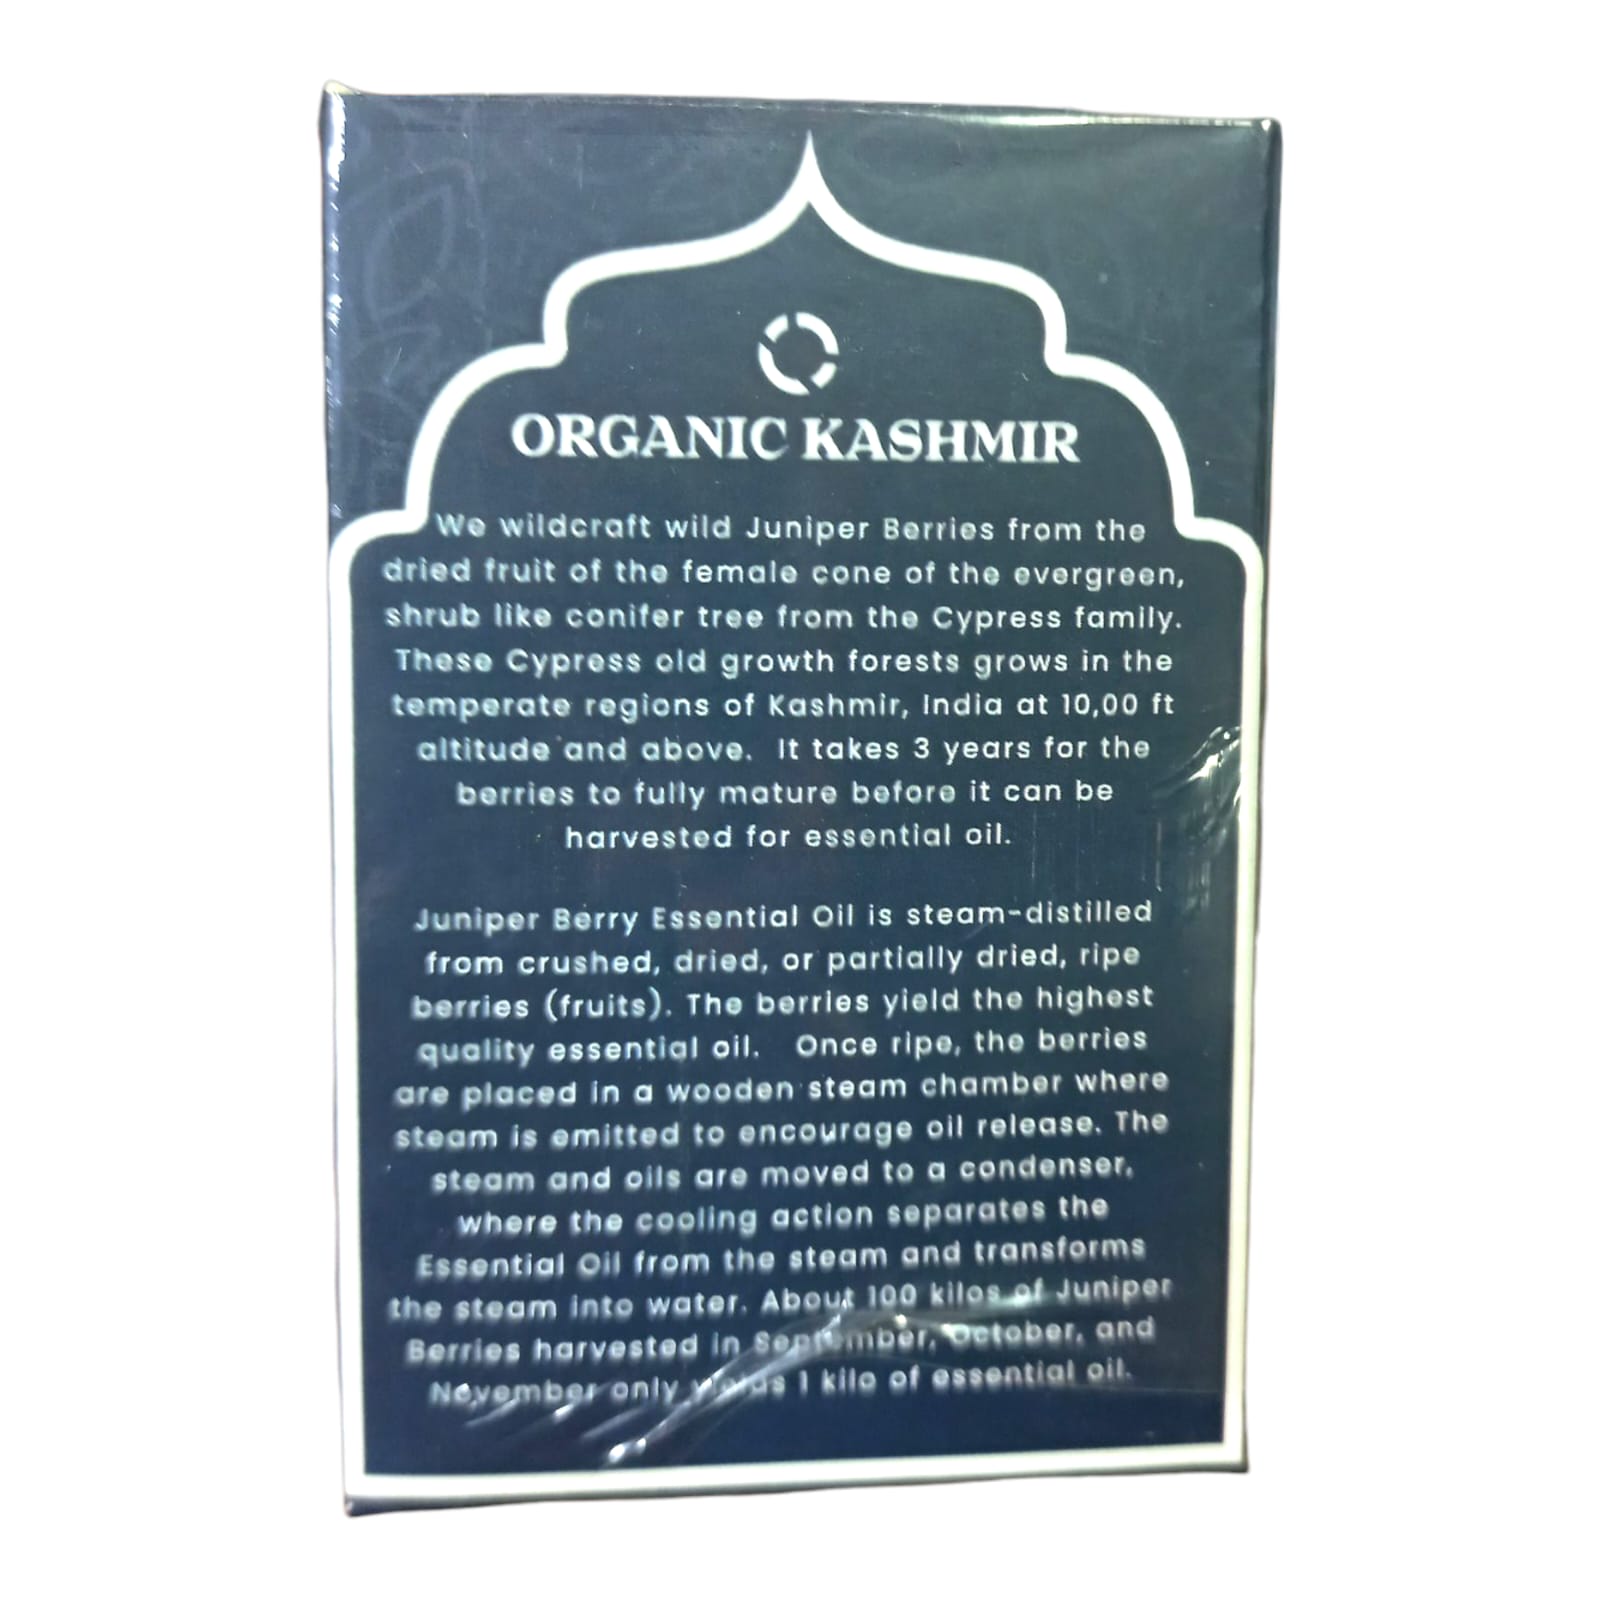 ORGANIC KASHMIR
We wildcraft wild Juniper Berries from the
dried fruit of the female cone of the evergreen,
shrub like conifer tree from the Cypress family.
These Cypress old growth forests grows in the
temperate regions of Kashmir, India at 10,00 ft
altitude and above. It takes 3 years for the
berries to fully mature before it can be
harvested for essential oil.
Juniper Berry Essential Oil is steam-distilled
from crushed, dried, or partially dried, ripe
berries (fruits). The berries yield the highest
quality essential oil. Once ripe, the berries
are placed in a wooden steam chamber where
steam is emitted to encourage oil release. The
steam and oils are moved to a condenser,
where the cooling action separates the
Essential Oil from the steam and transforms
the steam into water. About 100 kilos of Juniper
Berries harvested in September, October, and
November only yields 1 kilo of essential oil.